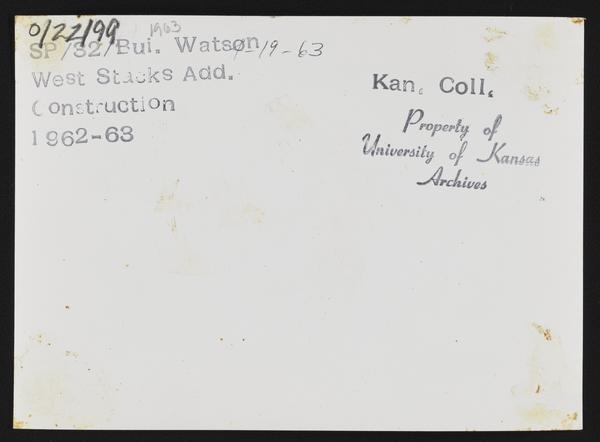 0/22/99
1963
SP/32/Bui. Watson
-19-63
West Stacks Add.
Construction
1962-63
Kan. Coll.
Property of
University of Kansas
Archives